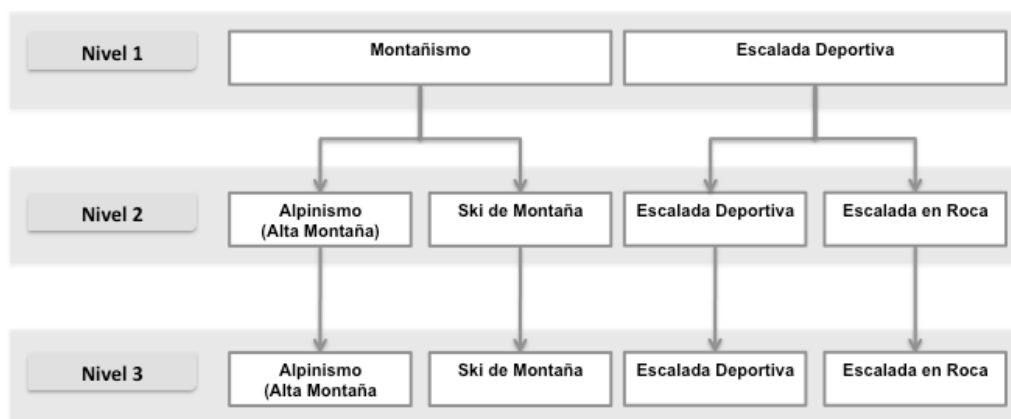 Nivel 1
Montañismo
Escalada Deportiva
Nivel 2
Alpinismo
(Alta Montaña)
Ski de Montaña
Escalada Deportiva
Escalada en Roca
Nivel 3
Alpinismo
(Alta Montaña
Ski de Montaña
Escalada Deportiva
Escalada en Roca